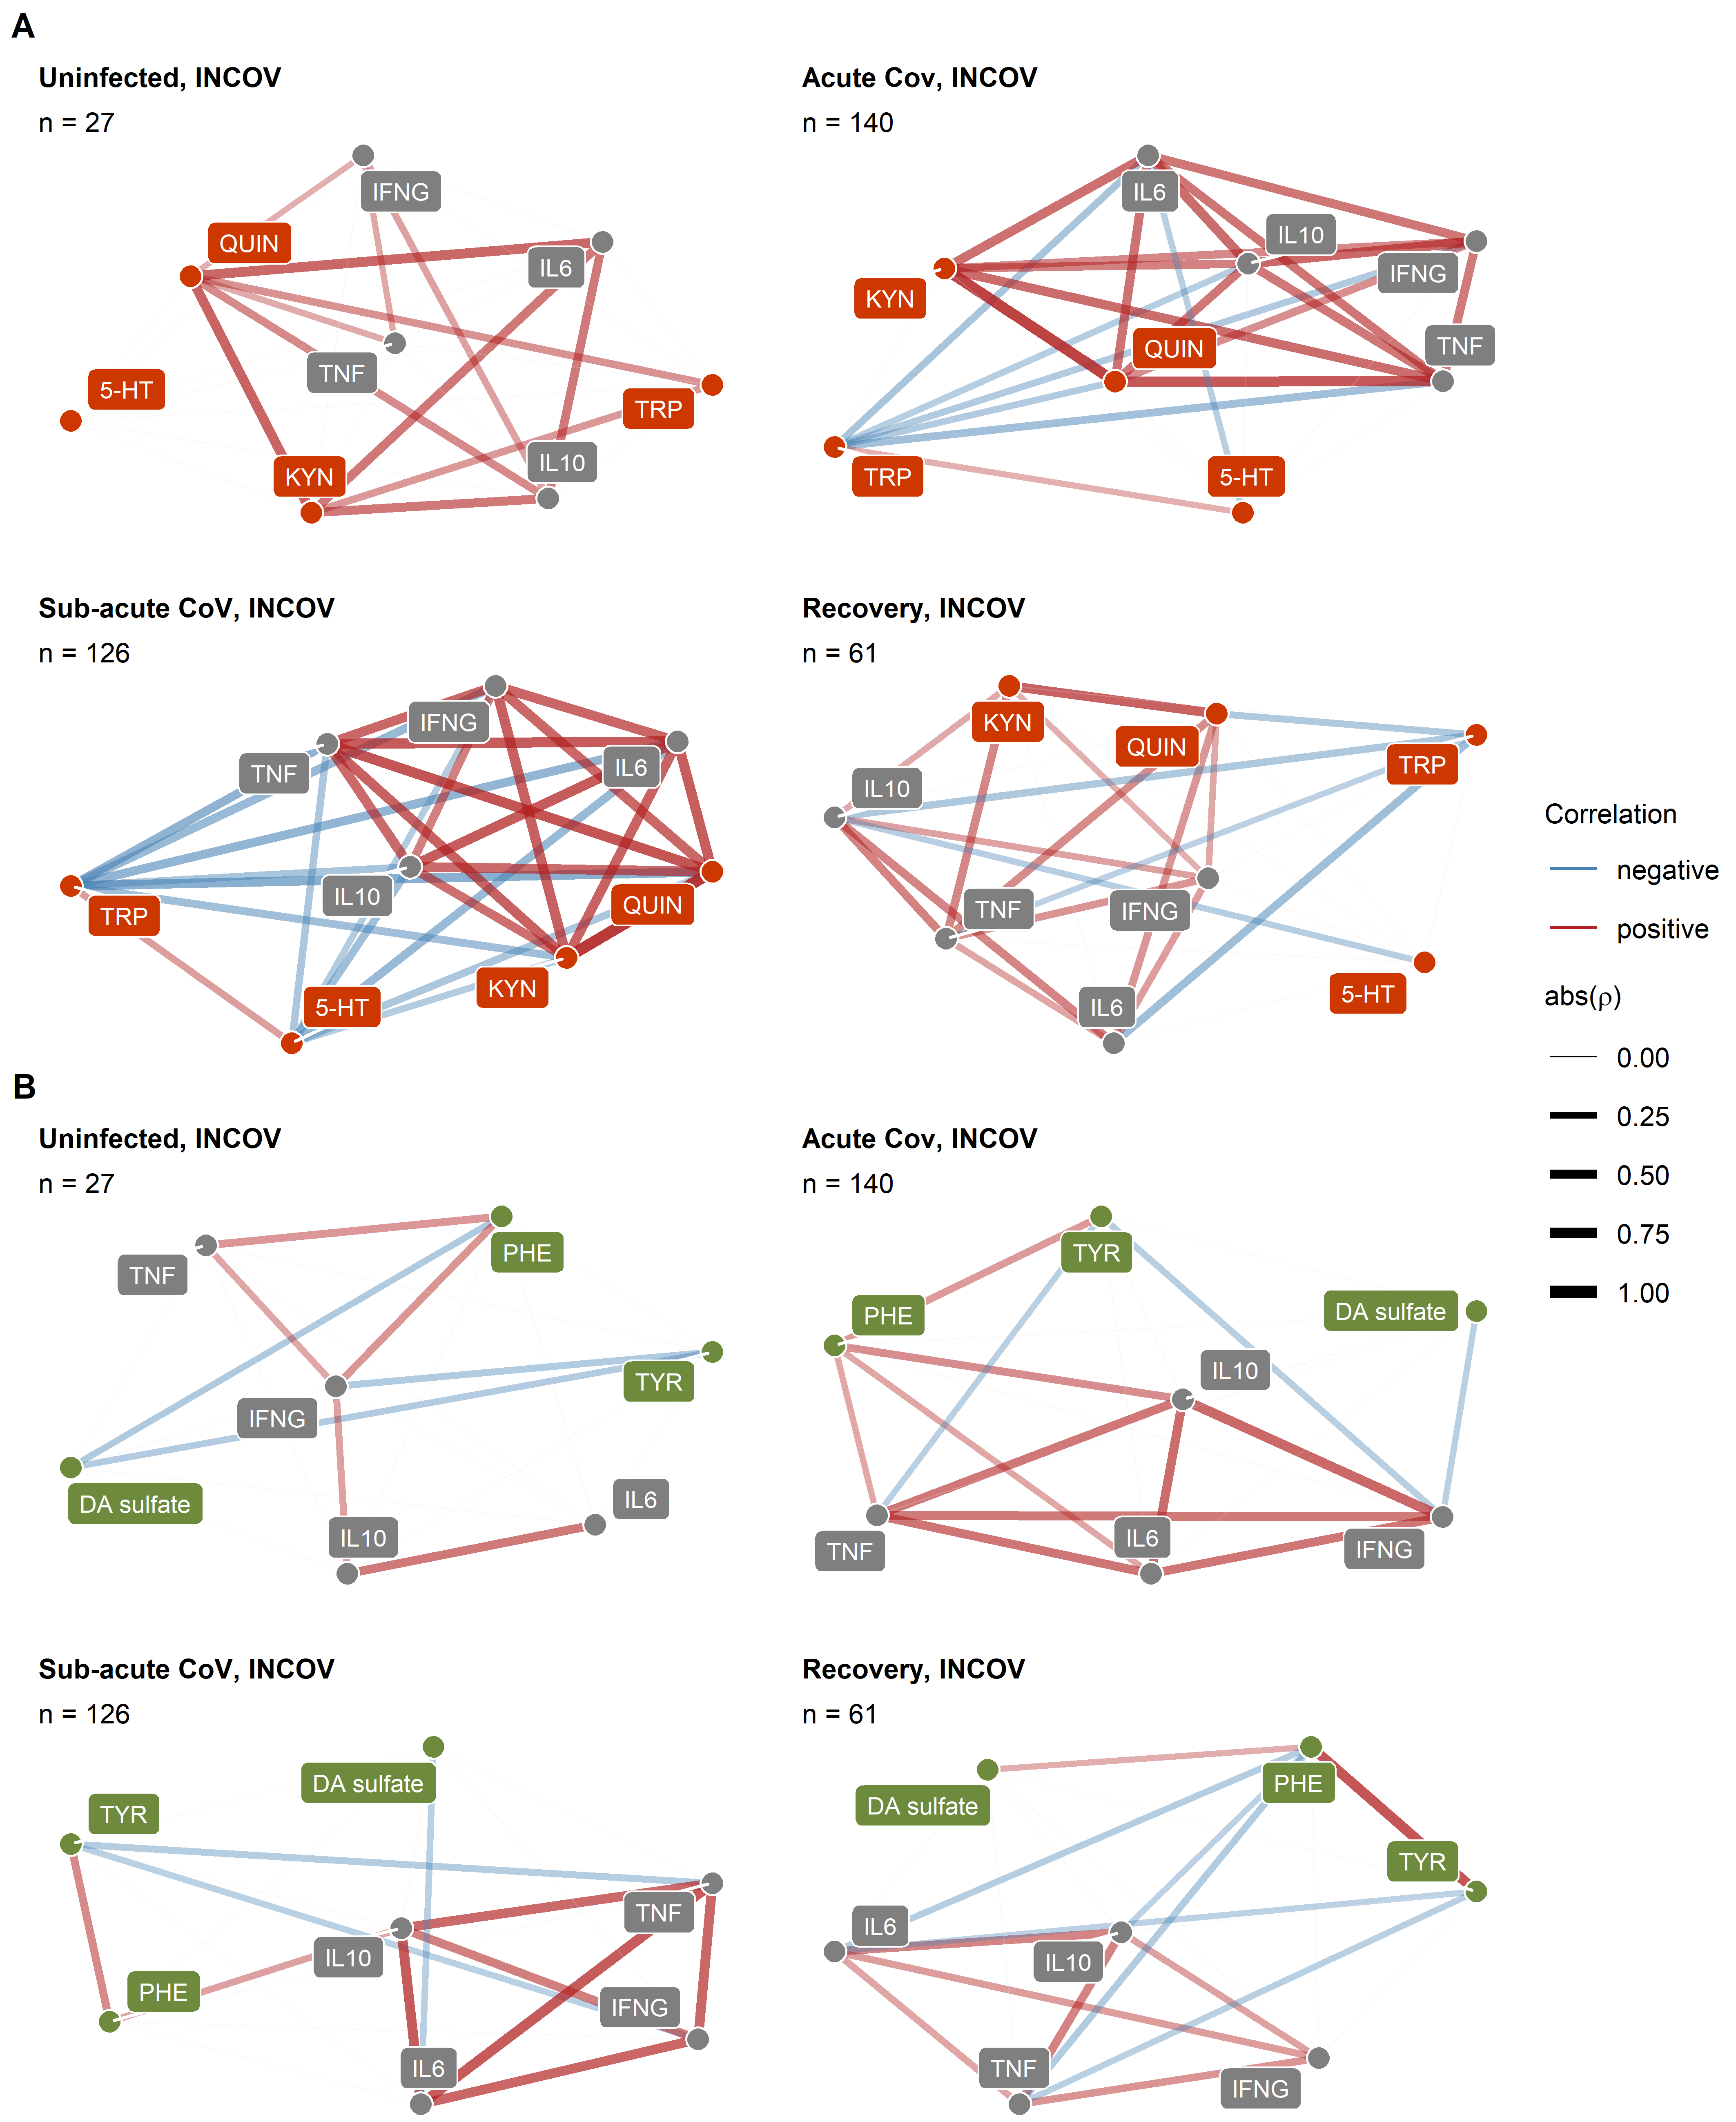 A
Uninfected, INCOV
n = 27
IFNG
QUIN
IL6
TNF
5-HT
TRP
IL10
KYN
Acute Cov, INCOV
n = 140
IL6
IL10
IFNG
KYN
QUIN
TNF
TRP
5-HT
Sub-acute CoV, INCOV
n = 126
IFNG
TNF
IL6
IL10
QUIN
TRP
KYN
5-HT
Recovery, INCOV
n = 61
KYN
QUIN
TRP
IL10
TNF
IFNG
5-HT
IL6
Correlation
negative
positive
abs(ρ)
0.00
0.25
0.50
0.75
1.00
B
Uninfected, INCOV
n = 27
PHE
TNF
TYR
IFNG
DA sulfate
IL6
IL10
Acute Cov, INCOV
n = 140
TYR
DA sulfate
PHE
IL10
IL6
TNF
IFNG
Sub-acute CoV, INCOV
n = 126
DA sulfate
TYR
TNF
IL10
PHE
IFNG
IL6
Recovery, INCOV
n = 61
PHE
DA sulfate
TYR
IL6
IL10
TNF
IFNG